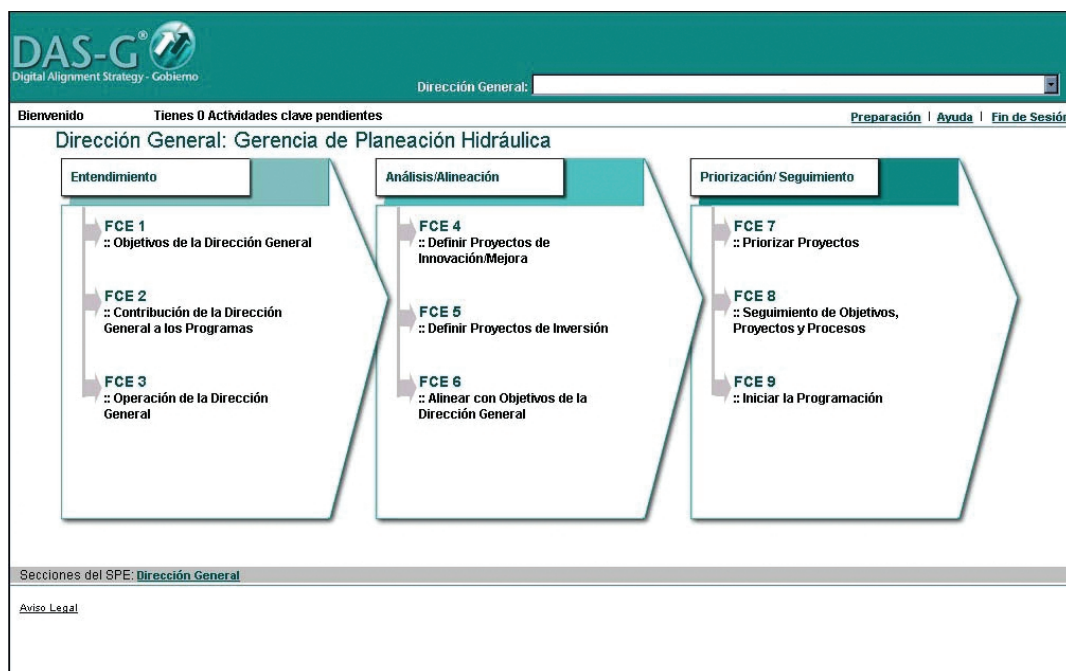 DAS-G®
Digital Alignment Strategy - Gobierno
Dirección General:
Bienvenido Tienes 0 Actividades clave pendientes Preparación | Ayuda | Fin de Sesión
Dirección General: Gerencia de Planeación Hidráulica
Entendimiento
FCE 1
:: Objetivos de la Dirección General
FCE 2
:: Contribución de la Dirección
General a los Programas
FCE 3
:: Operación de la Dirección
General
Análisis/Alineación
FCE 4
:: Definir Proyectos de
Innovación/Mejora
FCE 5
:: Definir Proyectos de Inversión
FCE 6
:: Alinear con Objetivos de la
Dirección General
Priorización/ Seguimiento
FCE 7
:: Priorizar Proyectos
FCE 8
:: Seguimiento de Objetivos,
Proyectos y Procesos
FCE 9
:: Iniciar la Programación
Secciones del SPE: Dirección General
Aviso Legal